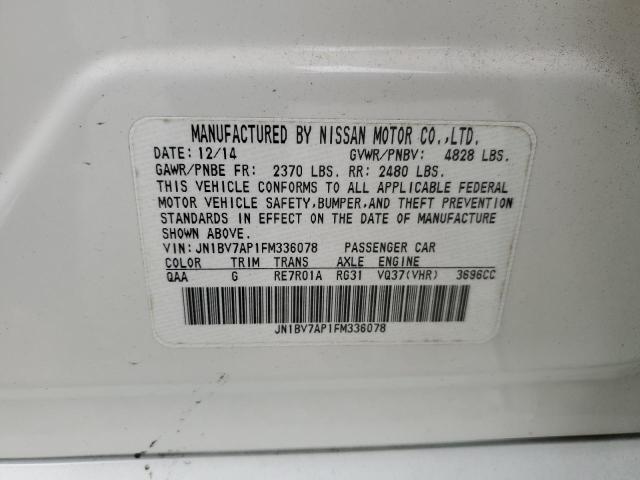 MANUFACTURED BY NISSAN MOTOR CO.,LTD.
DATE: 12/14 GVWR/PNBV: 4828 LBS.
GAWR/PNBE FR: 2370 LBS. RR: 2480 LBS.
THIS VEHICLE CONFORMS TO ALL APPLICABLE FEDERAL
MOTOR VEHICLE SAFETY,BUMPER,AND THEFT PREVENTION
STANDARDS IN EFFECT ON THE DATE OF MANUFACTURE
SHOWN ABOVE.
VIN: JN1BV7AP1FM336078 PASSENGER CAR
COLOR TRIM TRANS AXLE ENGINE
QAA G RE7R01A RG31 VQ37(VHR) 3696CC
JN1BV7AP1FM336078